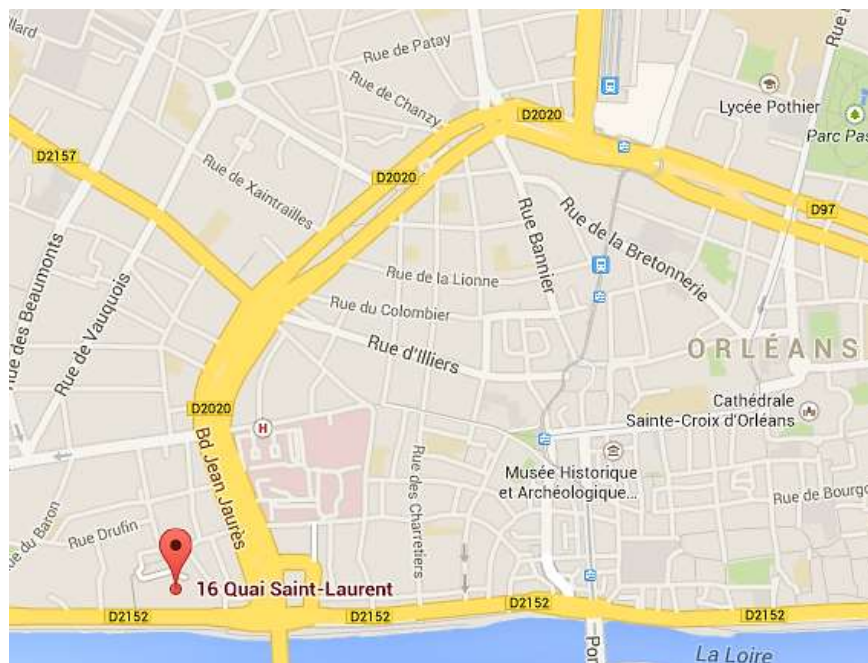 Rue de Patay
Rue de Chanzy
D2020
Lycée Pothier
Parc Pas
D2157
D2020
Rue de Xaintrailles
D97
Rue Bannier
Rue de la Bretonnerie
Rue des Beaumonts
Rue de Vauquois
Rue de la Lionne
Rue du Colombier
Rue d'Illiers
ORLÉANS
D2020
Cathédrale
Sainte-Croix d'Orléans
H
Bd Jean Jaurès
Musée Historique
et Archéologique...
Rue des Charretiers
Rue de Bourgo
Rue Drufin
e du Baron
16 Quai Saint-Laurent
D2152
D2152
D2152
D2152
Pon
La Loire